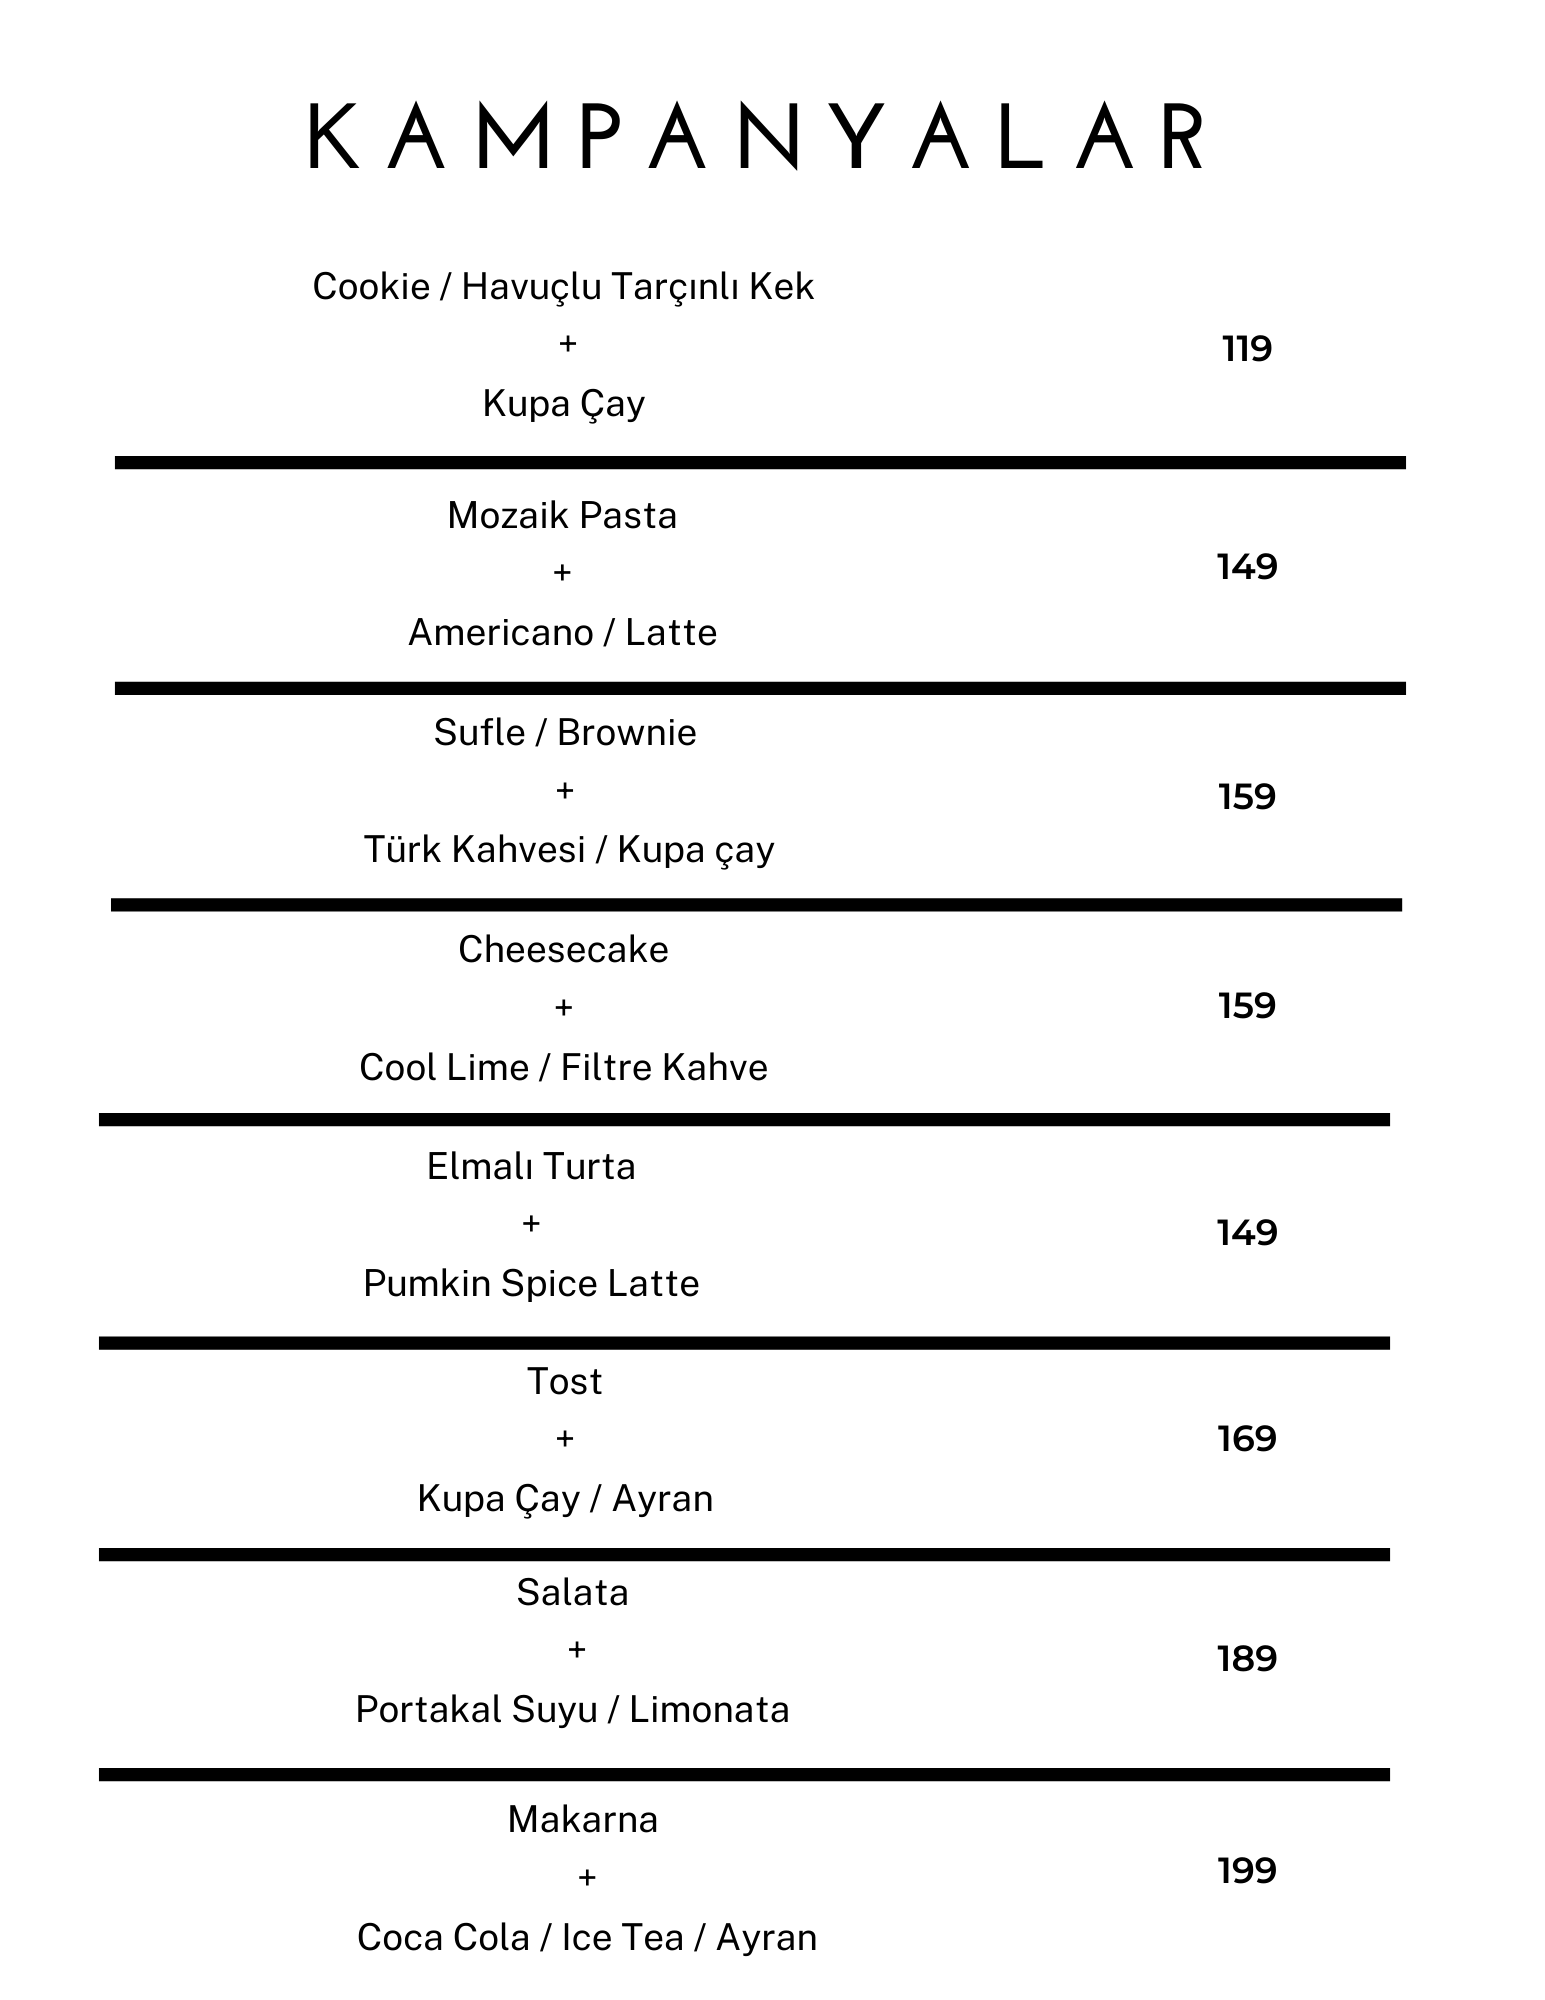 KAMPANYALAR
Cookie / Havuçlu Tarçınlı Kek
+
119
Kupa Çay
Mozaik Pasta
+
149
Americano / Latte
Sufle / Brownie
+
159
Türk Kahvesi / Kupa çay
Cheesecake
+
159
Cool Lime / Filtre Kahve
Elmalı Turta
+
149
Pumkin Spice Latte
Tost
+
169
Kupa Çay / Ayran
Salata
+
189
Portakal Suyu / Limonata
Makarna
+
199
Coca Cola / Ice Tea / Ayran